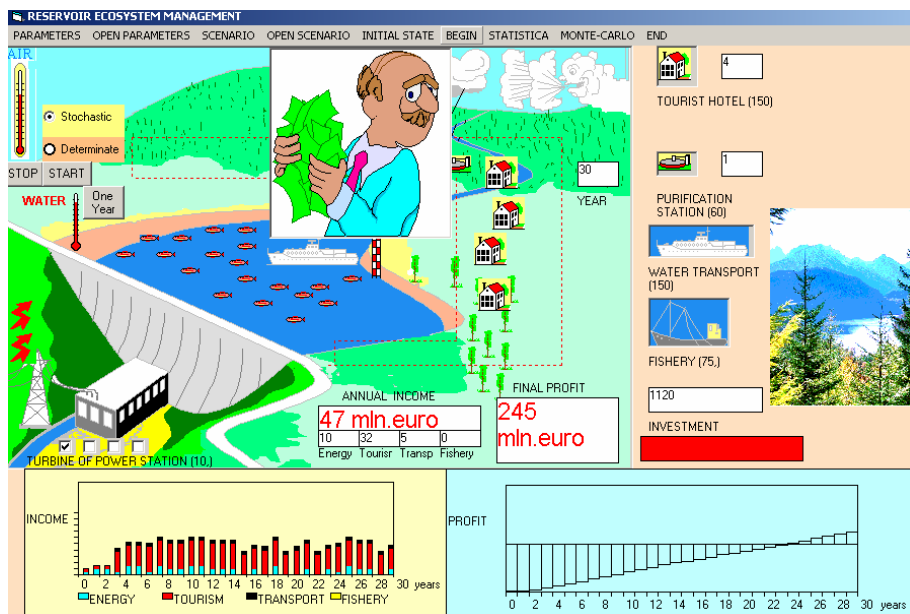 RESERVOIR ECOSYSTEM MANAGEMENT
PARAMETERS OPEN PARAMETERS SCENARIO OPEN SCENARIO INITIAL STATE BEGIN STATISTICA MONTE-CARLO END
AIR
Stochastic
Determinate
STOP START
WATER
One
Year
30
YEAR
4
TOURIST HOTEL (150)
1
PURIFICATION
STATION (60)
WATER TRANSPORT
(150)
FISHERY (75,)
1120
INVESTMENT
ANNUAL INCOME
47 mln.euro
10 32 5 0
Energy Tourisr Transp Fishery
FINAL PROFIT
245
mln.euro
TURBINE OF POWER STATION (10,)
INCOME
0 2 4 6 8 10 12 14 16 18 20 22 24 26 28 30 years
ENERGY TOURISM TRANSPORT FISHERY
PROFIT
0 2 4 6 8 10 12 14 16 18 20 22 24 26 28 years